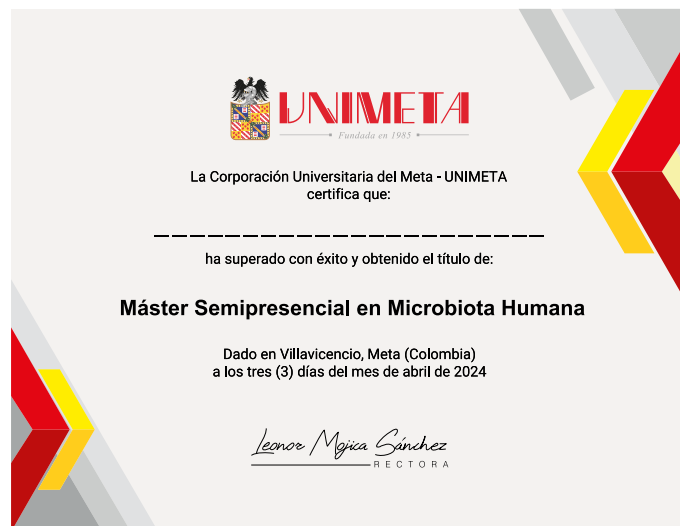 UNIMETA
Fundada en 1985
La Corporación Universitaria del Meta - UNIMETA
certifica que:
ha superado con éxito y obtenido el título de:
Máster Semipresencial en Microbiota Humana
Dado en Villavicencio, Meta (Colombia)
a los tres (3) días del mes de abril de 2024
Leonor Mojica Sánchez
RECTORA